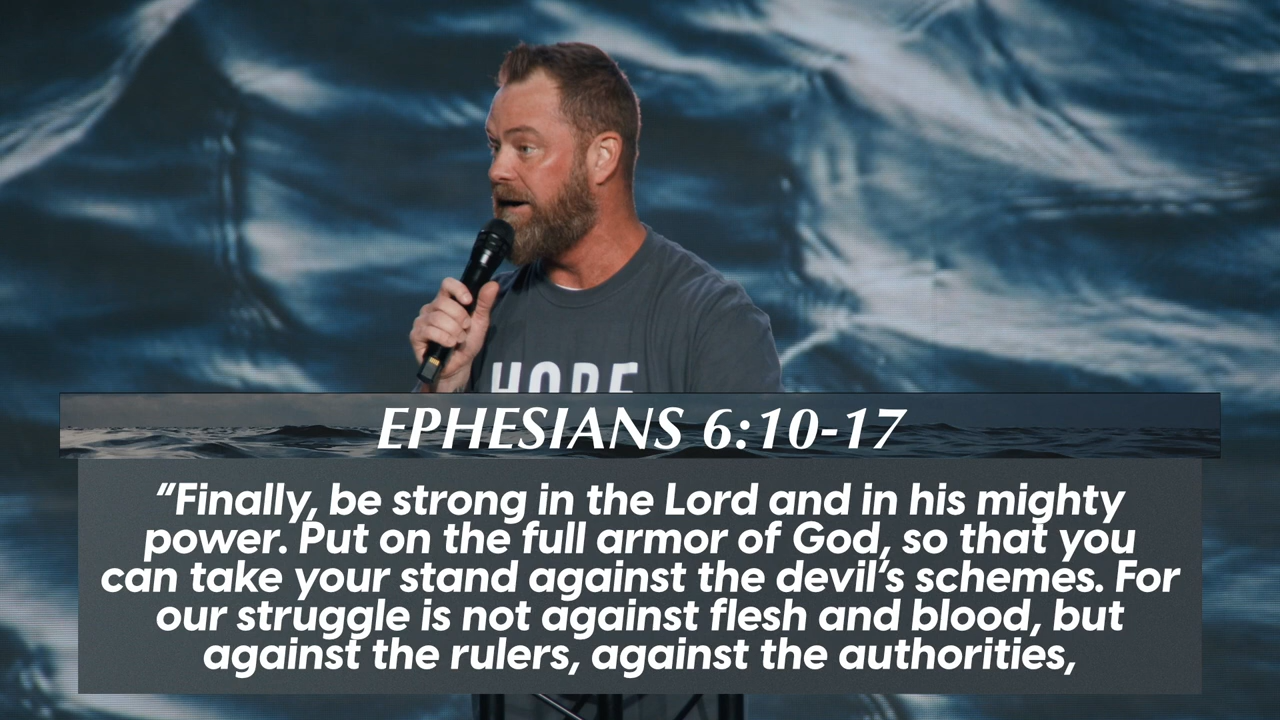 HOPE
EPHESIANS 6:10-17
“Finally, be strong in the Lord and in his mighty
power. Put on the full armor of God, so that you
can take your stand against the devil’s schemes. For
our struggle is not against flesh and blood, but
against the rulers, against the authorities,